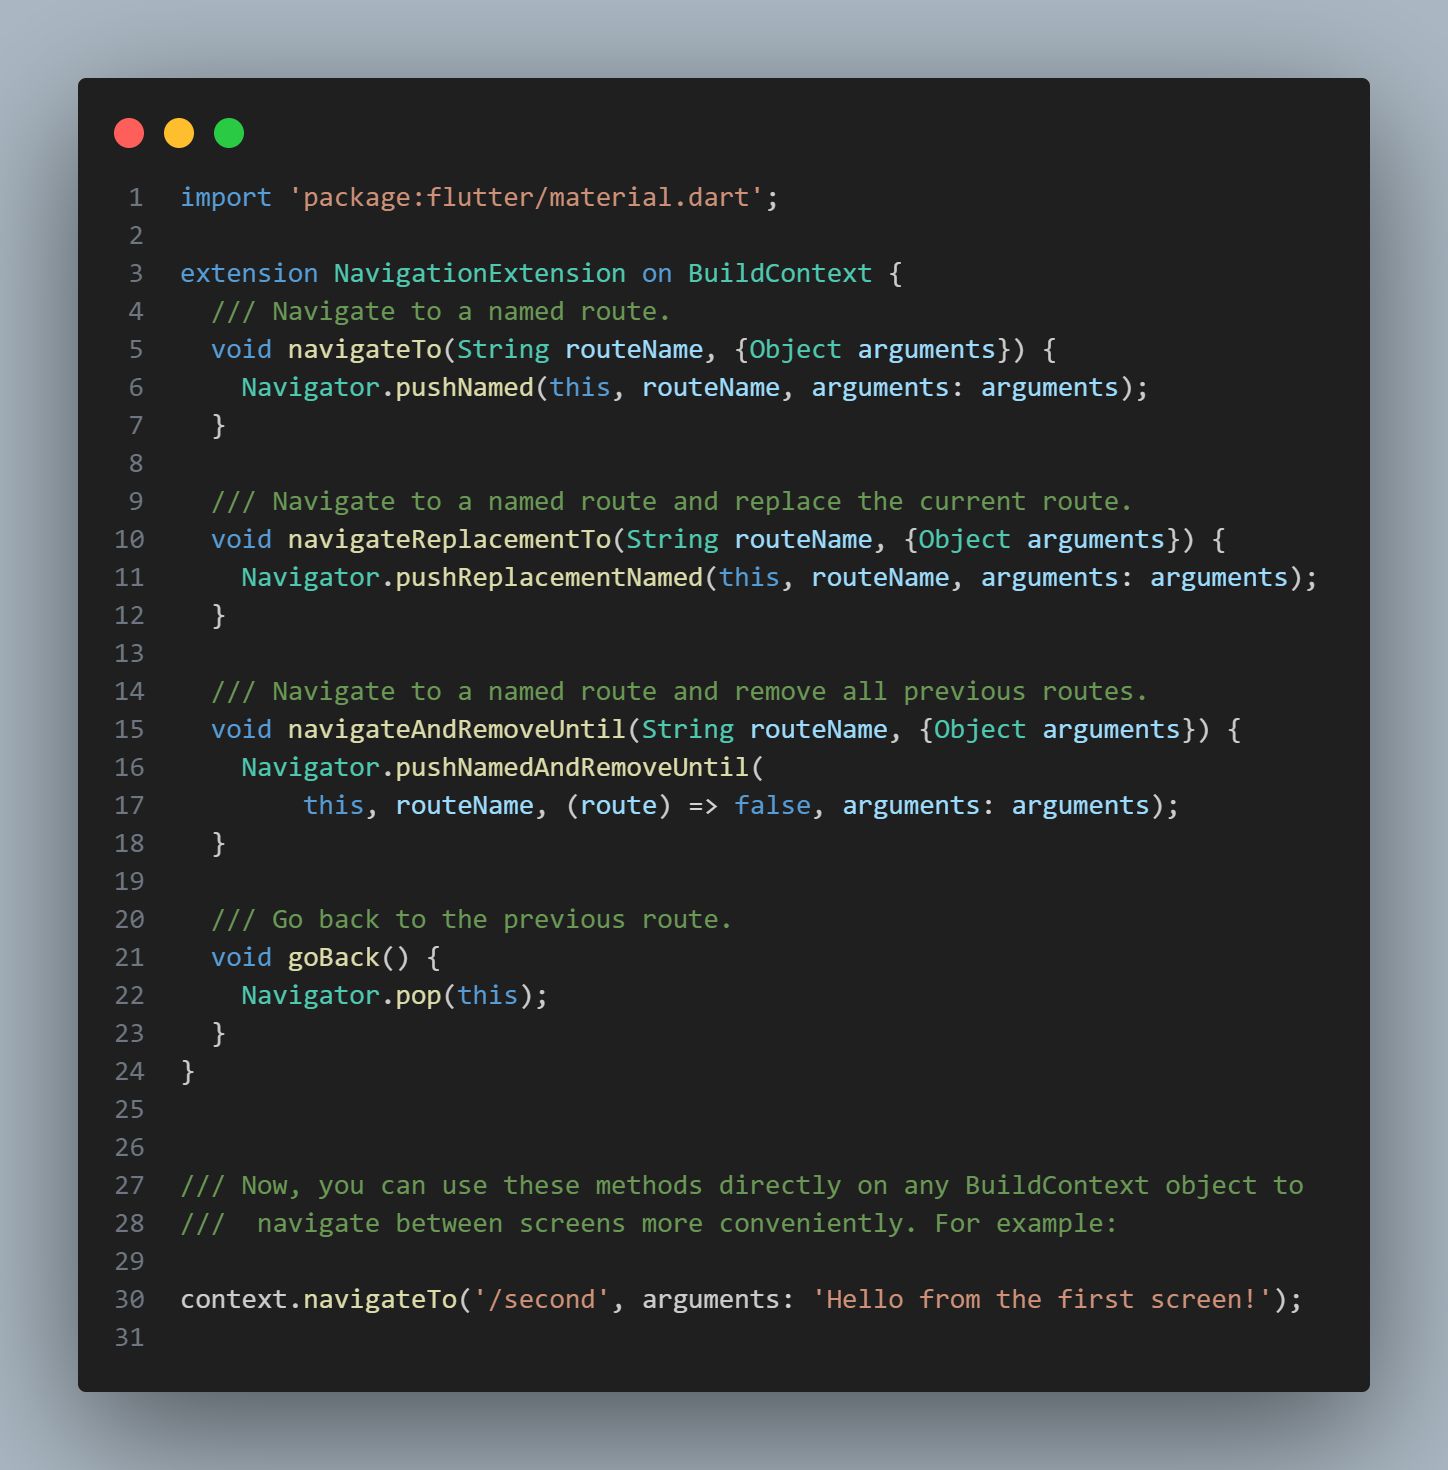 1 import 'package:flutter/material.dart';
2
3 extension NavigationExtension on BuildContext {
4   /// Navigate to a named route.
5   void navigateTo(String routeName, {Object arguments}) {
6     Navigator.pushNamed(this, routeName, arguments: arguments);
7   }
8
9   /// Navigate to a named route and replace the current route.
10   void navigateReplacementTo(String routeName, {Object arguments}) {
11     Navigator.pushReplacementNamed(this, routeName, arguments: arguments);
12   }
13
14   /// Navigate to a named route and remove all previous routes.
15   void navigateAndRemoveUntil(String routeName, {Object arguments}) {
16     Navigator.pushNamedAndRemoveUntil(
17         this, routeName, (route) => false, arguments: arguments);
18   }
19
20   /// Go back to the previous route.
21   void goBack() {
22     Navigator.pop(this);
23   }
24 }
25
26
27 /// Now, you can use these methods directly on any BuildContext object to
28 ///  navigate between screens more conveniently. For example:
29
30 context.navigateTo('/second', arguments: 'Hello from the first screen!');
31